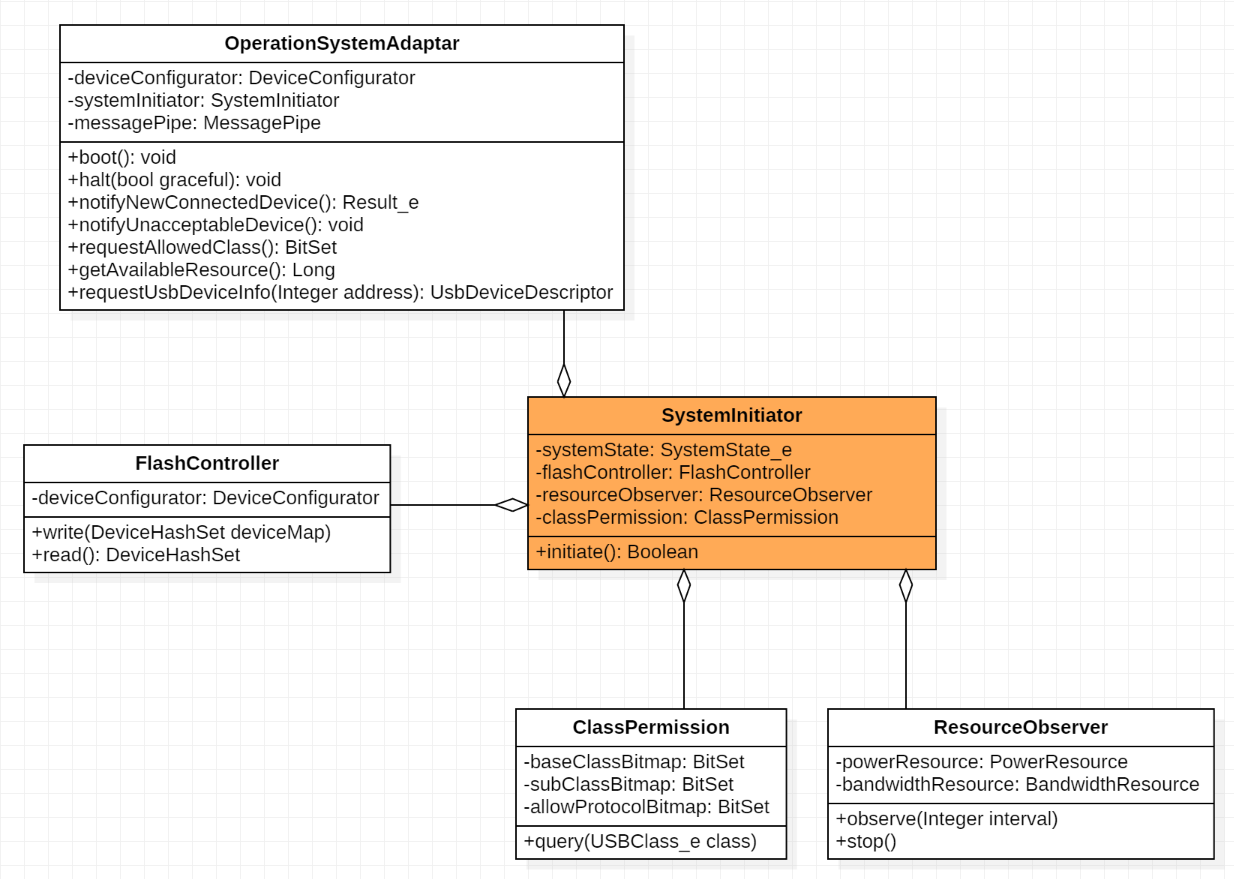 OperationSystemAdaptar
-deviceConfigurator: DeviceConfigurator
-systemInitiator: SystemInitiator
-messagePipe: MessagePipe
+boot(): void
+halt(bool graceful): void
+notifyNewConnectedDevice(): Result_e
+notifyUnacceptableDevice(): void
+requestAllowedClass(): BitSet
+getAvailableResource(): Long
+requestUsbDeviceInfo(Integer address): UsbDeviceDescriptor
SystemInitiator
-systemState: SystemState_e
-flashController: FlashController
-resourceObserver: ResourceObserver
-classPermission: ClassPermission
+initiate(): Boolean
FlashController
-deviceConfigurator: DeviceConfigurator
+write(DeviceHashSet deviceMap)
+read(): DeviceHashSet
ClassPermission
-baseClassBitmap: BitSet
-subClassBitmap: BitSet
-allowProtocolBitmap: BitSet
+query(USBClass_e class)
ResourceObserver
-powerResource: PowerResource
-bandwidthResource: BandwidthResource
+observe(Integer interval)
+stop()